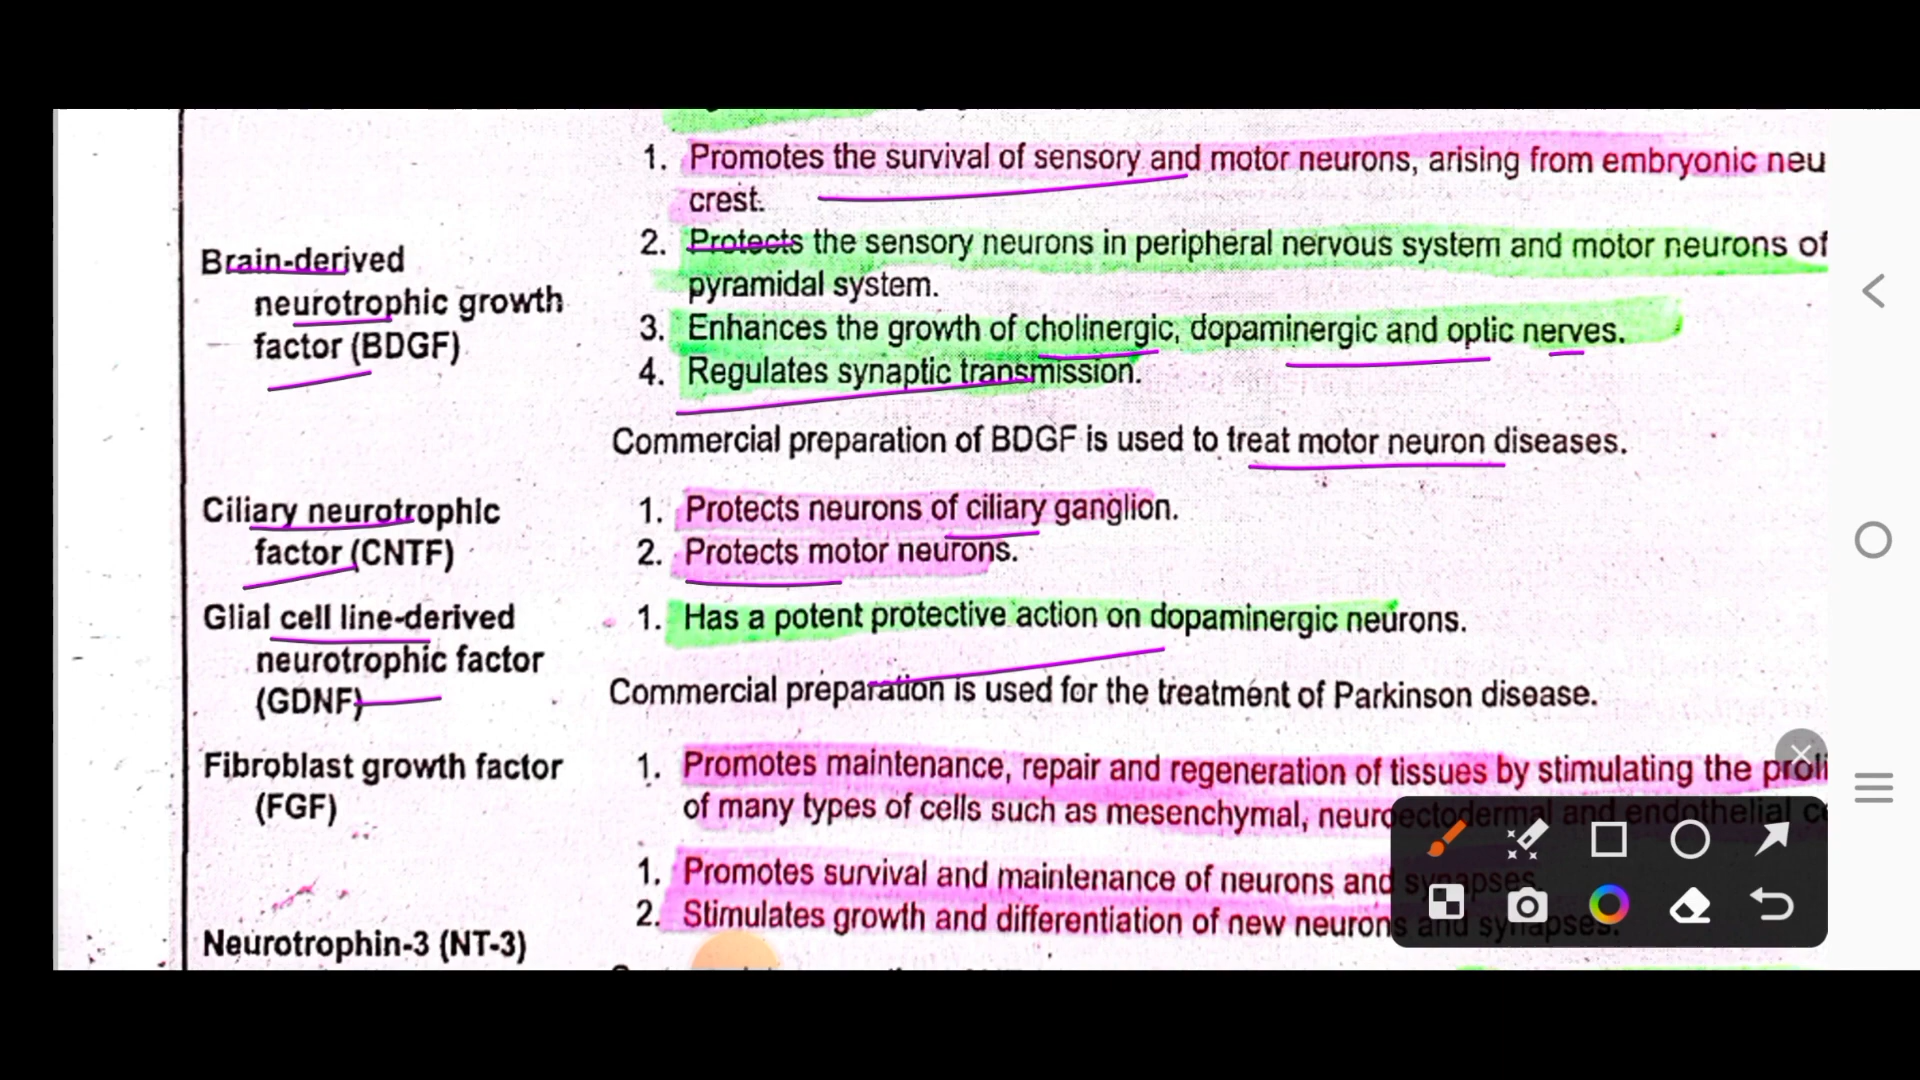 1. Promotes the survival of sensory and motor neurons, arising from embryonic neu
crest.
Brain-derived
neurotrophic growth
factor (BDGF)
2. Protects the sensory neurons in peripheral nervous system and motor neurons of
pyramidal system.
3. Enhances the growth of cholinergic, dopaminergic and optic nerves.
4. Regulates synaptic transmission.
Commercial preparation of BDGF is used to treat motor neuron diseases.
Ciliary neurotrophic
factor (CNTF)
1. Protects neurons of ciliary ganglion.
2. Protects motor neurons.
Glial cell line-derived
neurotrophic factor
(GDNF)
1. Has a potent protective action on dopaminergic neurons.
Commercial preparation is used for the treatment of Parkinson disease.
Fibroblast growth factor
(FGF)
1. Promotes maintenance, repair and regeneration of tissues by stimulating the proli
of many types of cells such as mesenchymal, neuroectodermal and endothelial ce
1. Promotes survival and maintenance of neurons and synapses.
2. Stimulates growth and differentiation of new neurons and synapses.
Neurotrophin-3 (NT-3)